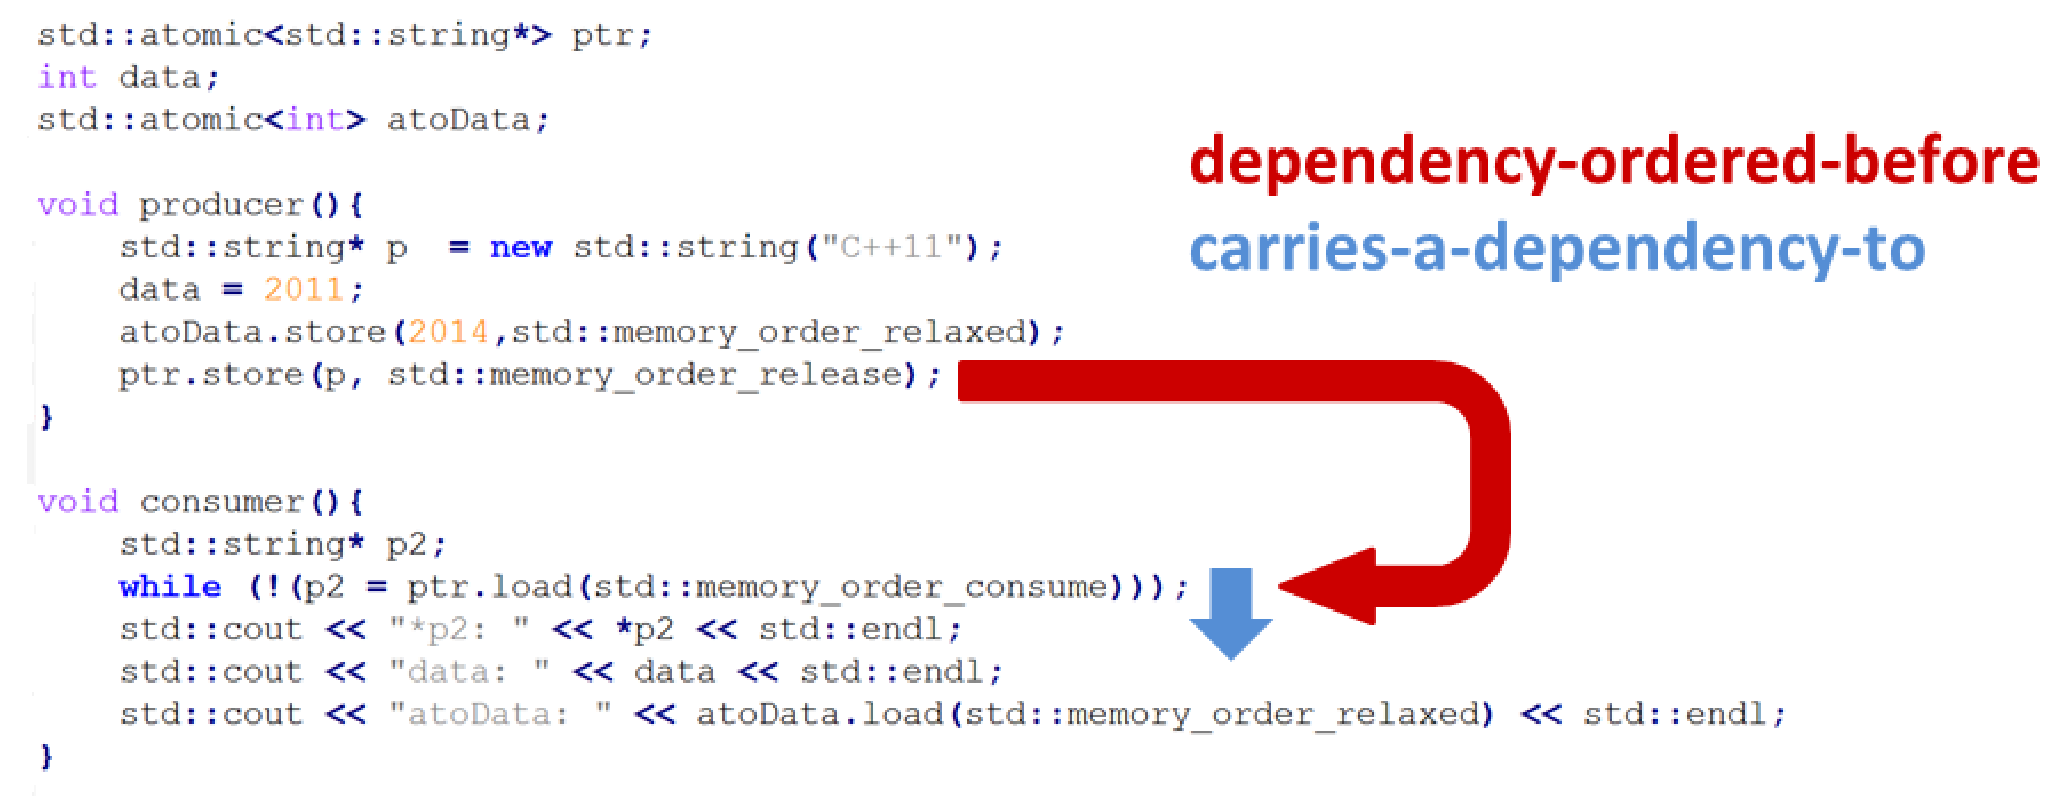 std::atomic<std::string*> ptr;
int data;
std::atomic<int> atoData;
void producer(){
std::string* p  = new std::string("C++11");
data = 2011;
atoData.store(2014,std::memory_order_relaxed);
ptr.store(p, std::memory_order_release);
}
void consumer(){
std::string* p2;
while (!(p2 = ptr.load(std::memory_order_consume)));
std::cout << "*p2: " << *p2 << std::endl;
std::cout << "data: " << data << std::endl;
std::cout << "atoData: " << atoData.load(std::memory_order_relaxed) << std::endl;
}
dependency-ordered-before
carries-a-dependency-to